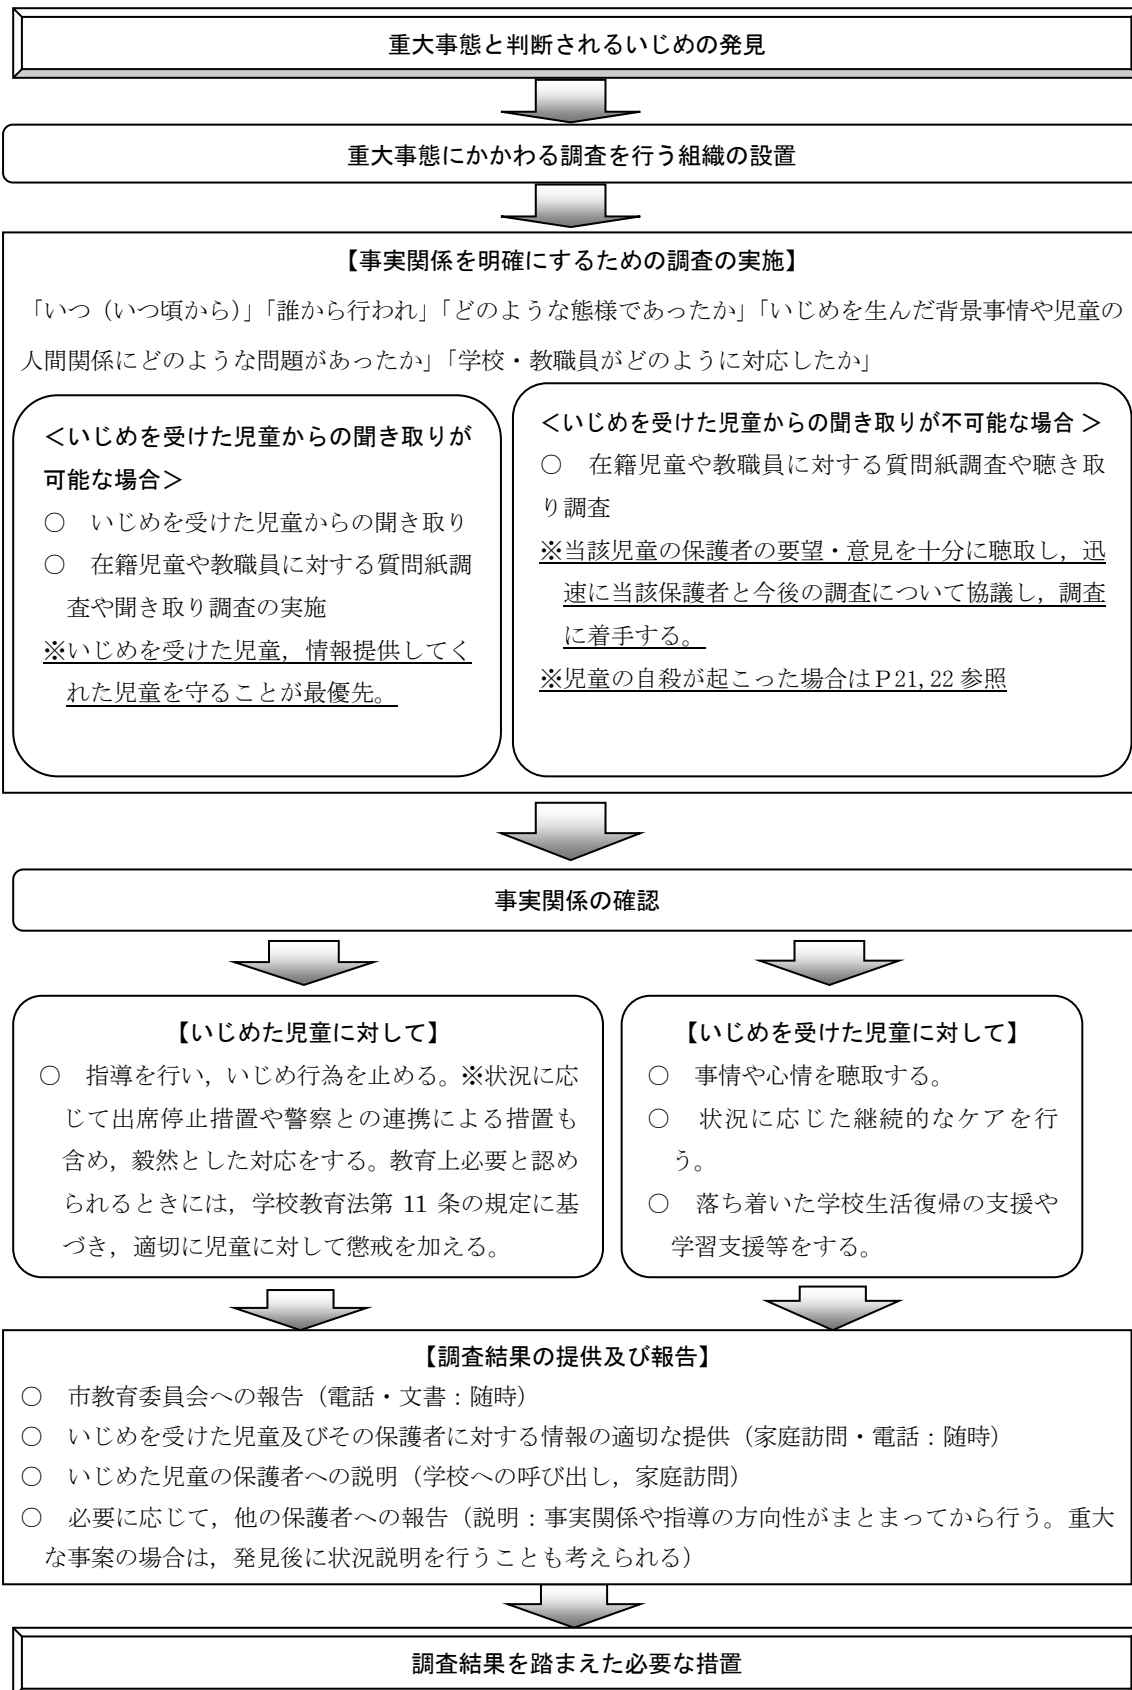 重大事態と判断されるいじめの発見
重大事態にかかわる調査を行う組織の設置
【事実関係を明確にするための調査の実施】
「いつ（いつ頃から）」「誰から行われ」「どのような態様であったか」「いじめを生んだ背景事情や児童の
人間関係にどのような問題があったか」「学校・教職員がどのように対応したか」
＜いじめを受けた児童からの聞き取りが
可能な場合＞
○　いじめを受けた児童からの聞き取り
○　在籍児童や教職員に対する質問紙調
査や聞き取り調査の実施
※いじめを受けた児童，情報提供してく
れた児童を守ることが最優先。
＜いじめを受けた児童からの聞き取りが不可能な場合 ＞
○　在籍児童や教職員に対する質問紙調査や聴き取
り調査
※当該児童の保護者の要望・意見を十分に聴取し，迅
速に当該保護者と今後の調査について協議し，調査
に着手する。
※児童の自殺が起こった場合はＰ21,22 参照
事実関係の確認
【いじめた児童に対して】
○　指導を行い，いじめ行為を止める。※状況に応
じて出席停止措置や警察との連携による措置も
含め，毅然とした対応をする。教育上必要と認め
られるときには，学校教育法第 11 条の規定に基
づき，適切に児童に対して懲戒を加える。
【いじめを受けた児童に対して】
○　事情や心情を聴取する。
○　状況に応じた継続的なケアを行
う。
○　落ち着いた学校生活復帰の支援や
学習支援等をする。
【調査結果の提供及び報告】
○　市教育委員会への報告（電話・文書：随時）
○　いじめを受けた児童及びその保護者に対する情報の適切な提供（家庭訪問・電話：随時）
○　いじめた児童の保護者への説明（学校への呼び出し，家庭訪問）
○　必要に応じて，他の保護者への報告（説明：事実関係や指導の方向性がまとまってから行う。重大
な事案の場合は，発見後に状況説明を行うことも考えられる）
調査結果を踏まえた必要な措置